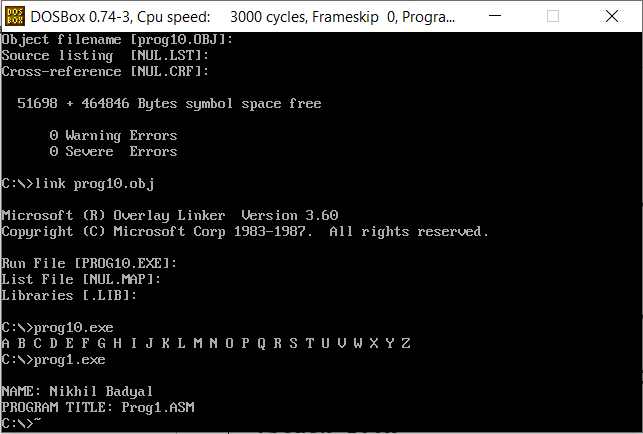 DOSBox 0.74-3, Cpu speed: 3000 cycles, Frameskip 0, Progra...
Object filename [prog10.OBJ]:
Source listing [NUL.LST]:
Cross-reference [NUL.CRF]:
51698 + 464846 Bytes symbol space free
0 Warning Errors
0 Severe Errors
C:\>link prog10.obj
Microsoft (R) Overlay Linker Version 3.60
Copyright (C) Microsoft Corp 1983-1987. All rights reserved.
Run File [PROG10.EXE]:
List File [NUL.MAP]:
Libraries [.LIB]:
C:\>prog10.exe
A B C D E F G H I J K L M N O P Q R S T U V W X Y Z
C:\>prog1.exe
NAME: Nikhil Badyal
PROGRAM TITLE: Prog1.ASM
C:\>~